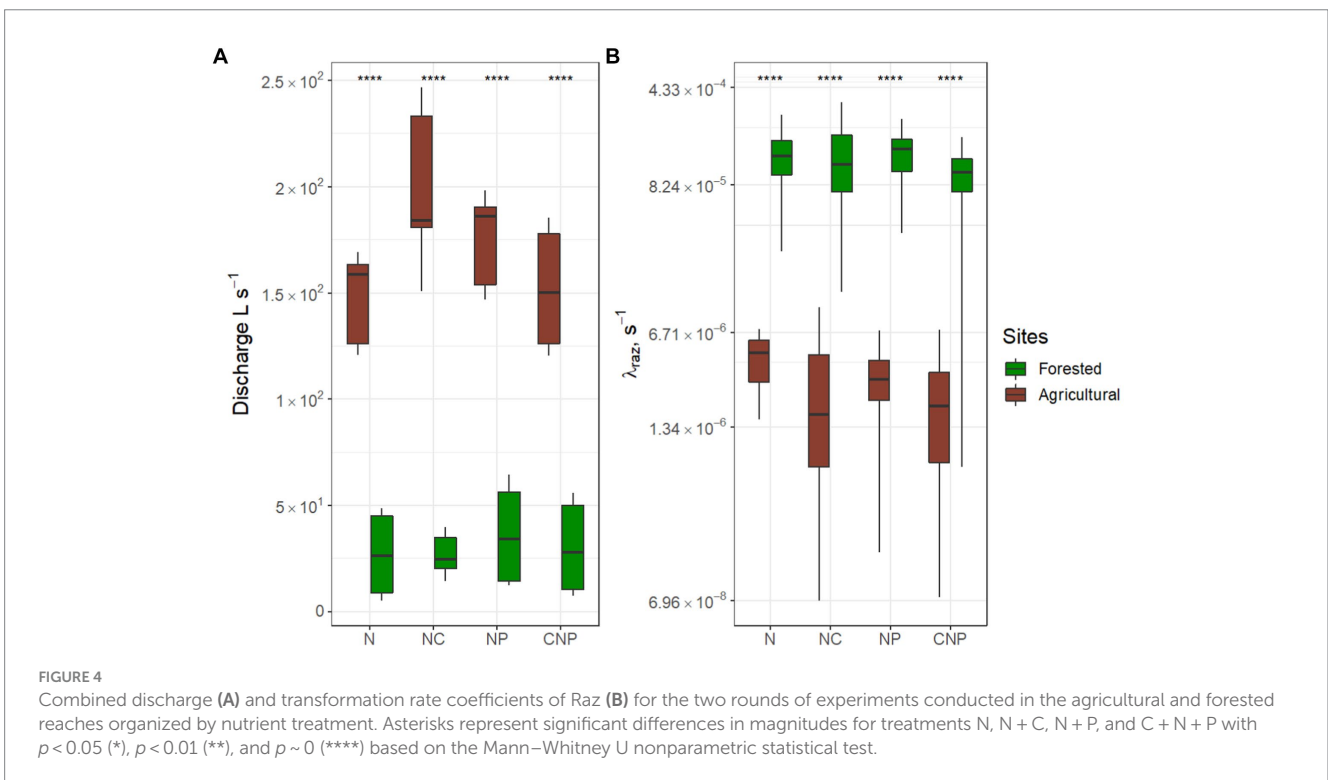 A
B
2.5 × 10²
2 × 10²
1.5 × 10²
1 × 10²
5 × 10¹
0
Discharge L s⁻¹
**** **** **** ****
N NC NP CNP
4.33 × 10⁻⁴
8.24 × 10⁻⁵
6.71 × 10⁻⁶
1.34 × 10⁻⁶
6.96 × 10⁻⁸
λraz, s⁻¹
**** **** **** ****
N NC NP CNP
Sites
Forested
Agricultural
FIGURE 4
Combined discharge (A) and transformation rate coefficients of Raz (B) for the two rounds of experiments conducted in the agricultural and forested
reaches organized by nutrient treatment. Asterisks represent significant differences in magnitudes for treatments N, N + C, N + P, and C + N + P with
p < 0.05 (*), p < 0.01 (**), and p ~ 0 (****) based on the Mann–Whitney U nonparametric statistical test.